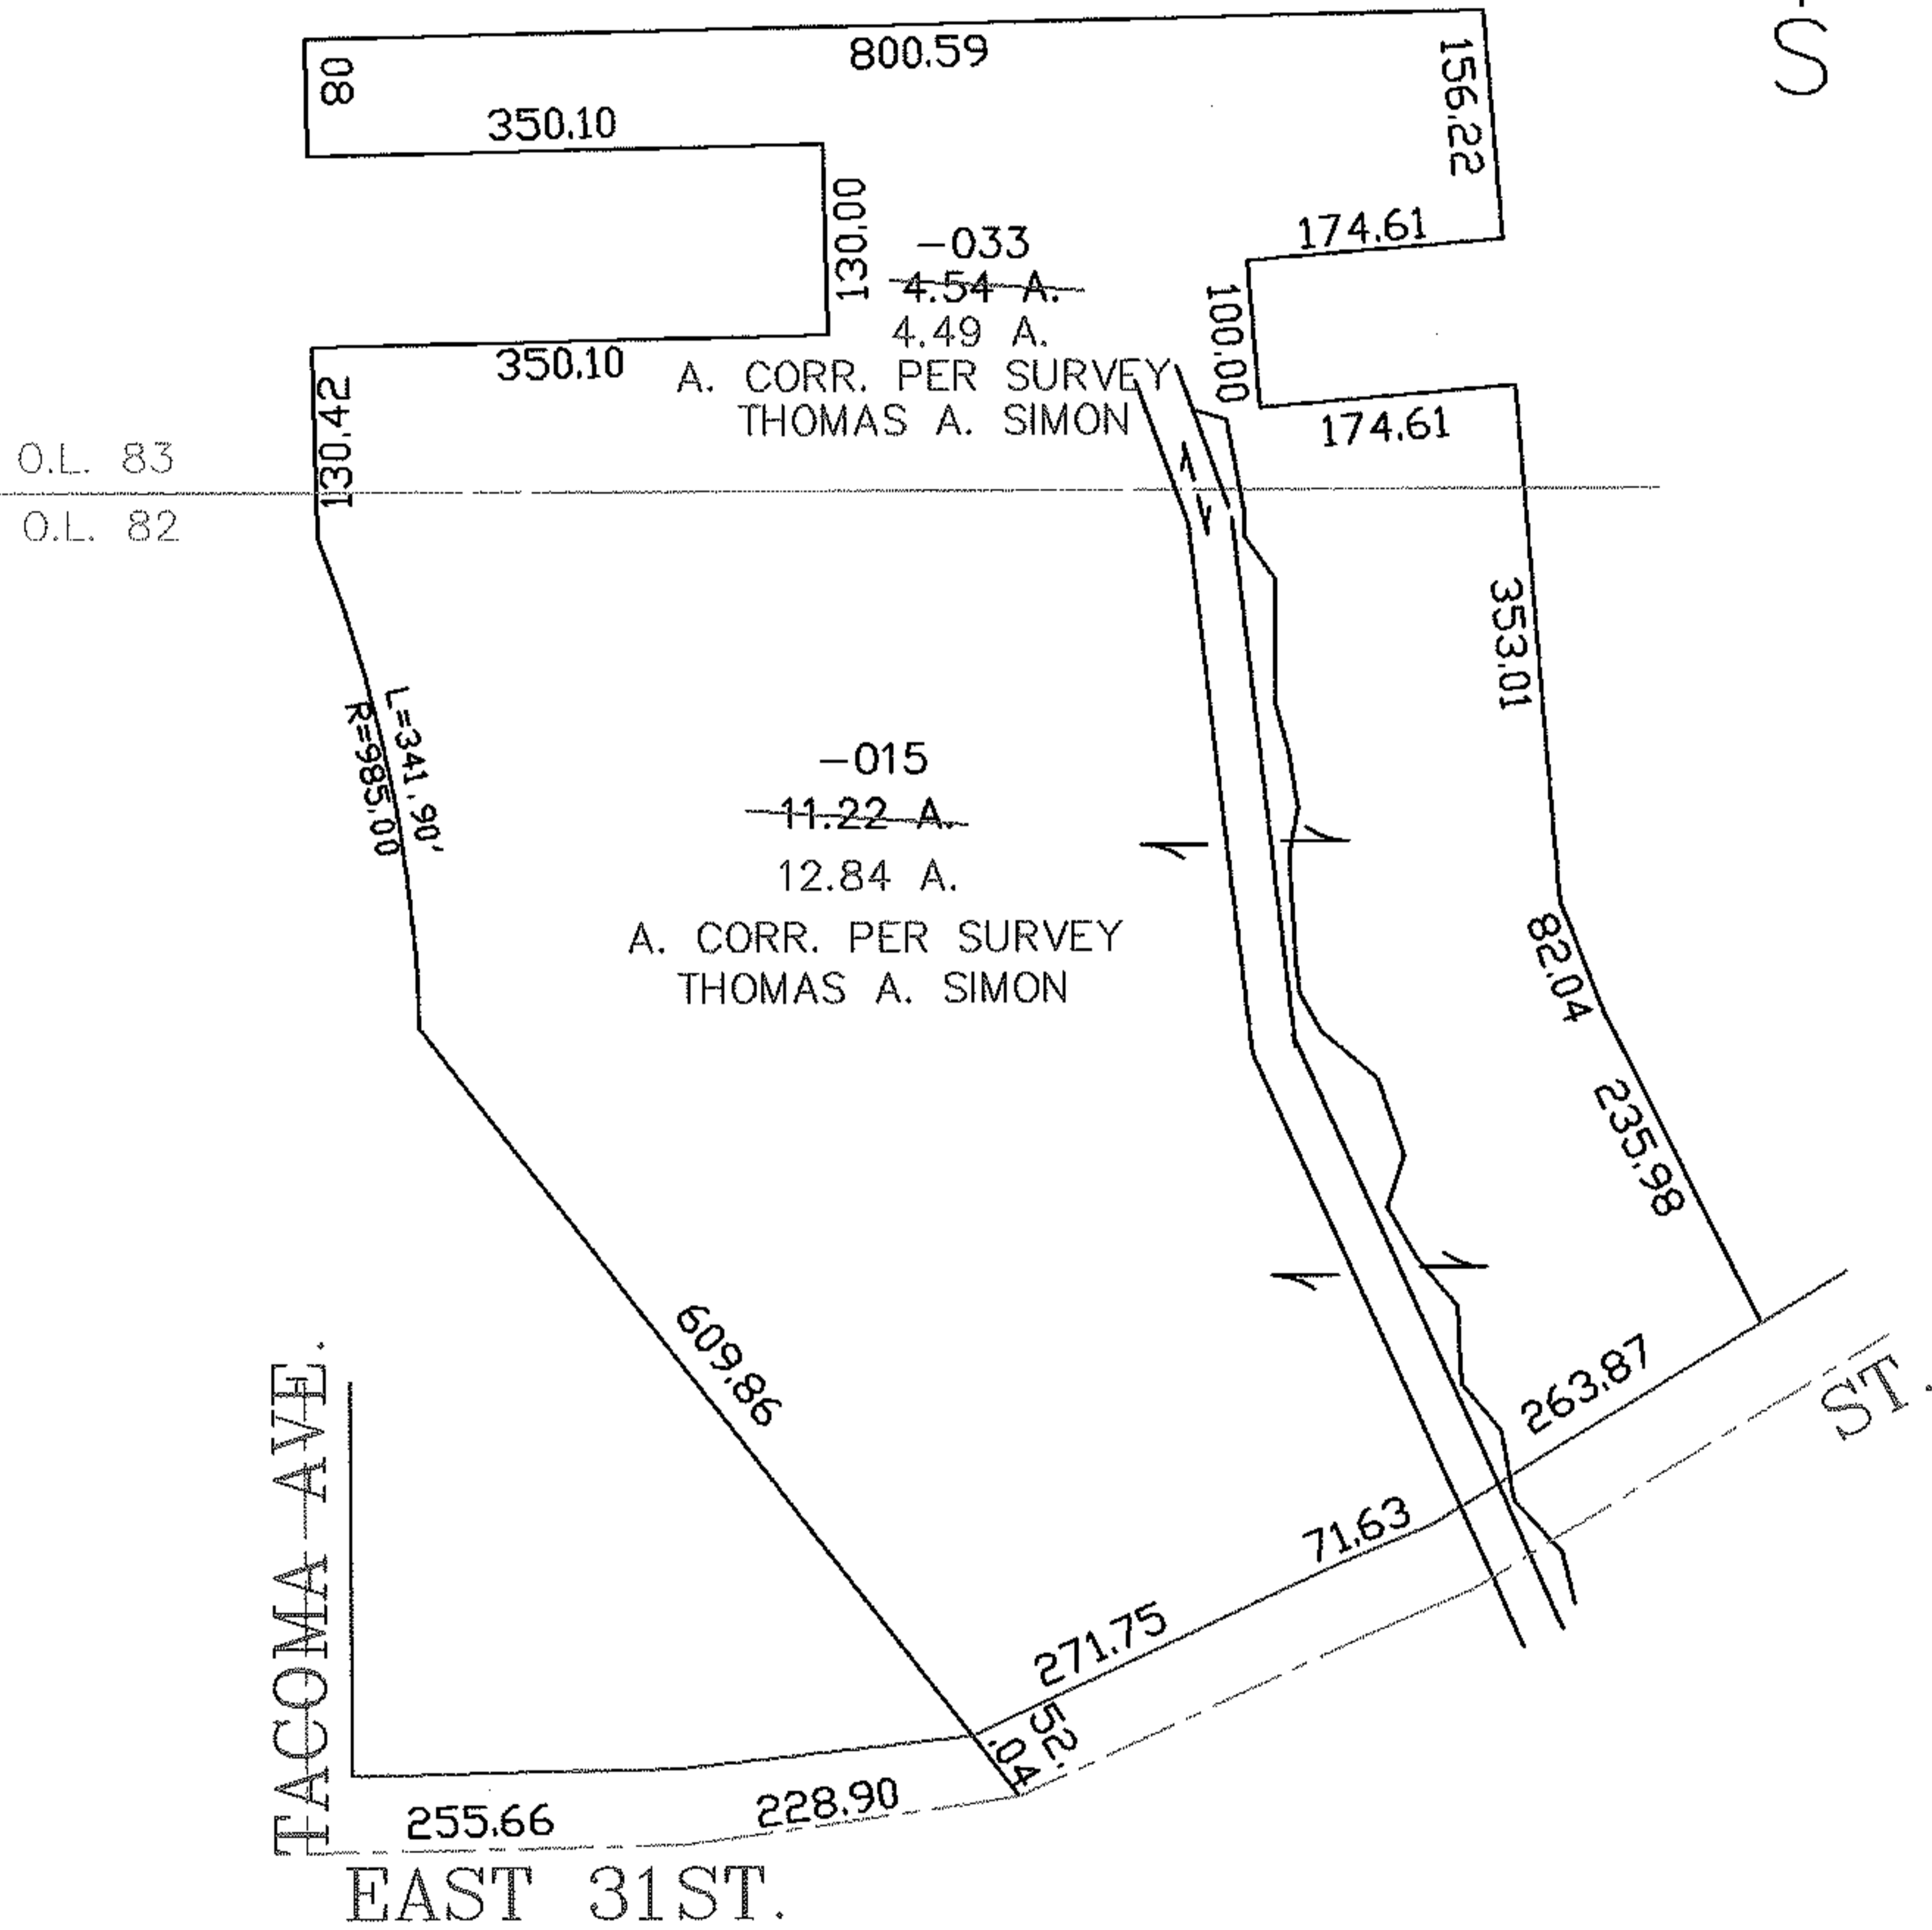 S
800.59
80
156.22
350.10
130.00
174.61
-033
4.54 A.
4.49 A.
A. CORR. PER SURVEY
THOMAS A. SIMON
100.00
350.10
174.61
130.42
O.L. 83
O.L. 82
353.01
L=341.90'
R=985.00
-015
11.22 A.
12.84 A.
A. CORR. PER SURVEY
THOMAS A. SIMON
82.04
235.98
609.86
263.87
ST.
71.63
271.75
52.04
TACOMA AVE.
228.90
255.66
EAST 31ST.